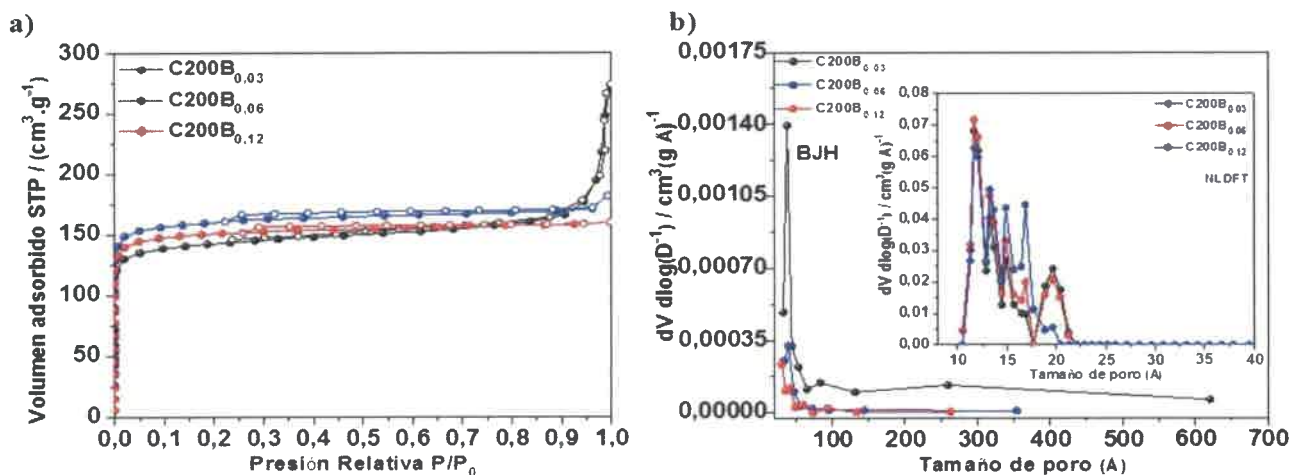 a)
Volumen adsorbido STP / (cm³.g⁻¹)
300
250
200
150
100
50
0
C200B₀,₀₃
C200B₀,₀₆
C200B₀,₁₂
0,0 0,1 0,2 0,3 0,4 0,5 0,6 0,7 0,8 0,9 1,0
Presión Relativa P/P₀
b)
dV dlog(D⁻¹) / cm³(g Å)⁻¹
0,00175
0,00140
0,00105
0,00070
0,00035
0,00000
C200B₀,₀₃
C200B₀,₀₆
C200B₀,₁₂
BJH
100 200 300 400 500 600 700
Tamaño de poro (Å)
dV dlog(D⁻¹) / cm³(g Å)⁻¹
0,08
0,07
0,06
0,05
0,04
0,03
0,02
0,01
0,00
C200B₀,₀₃
C200B₀,₀₆
C200B₀,₁₂
NLDFT
10 15 20 25 30 35 40
Tamaño de poro (Å)